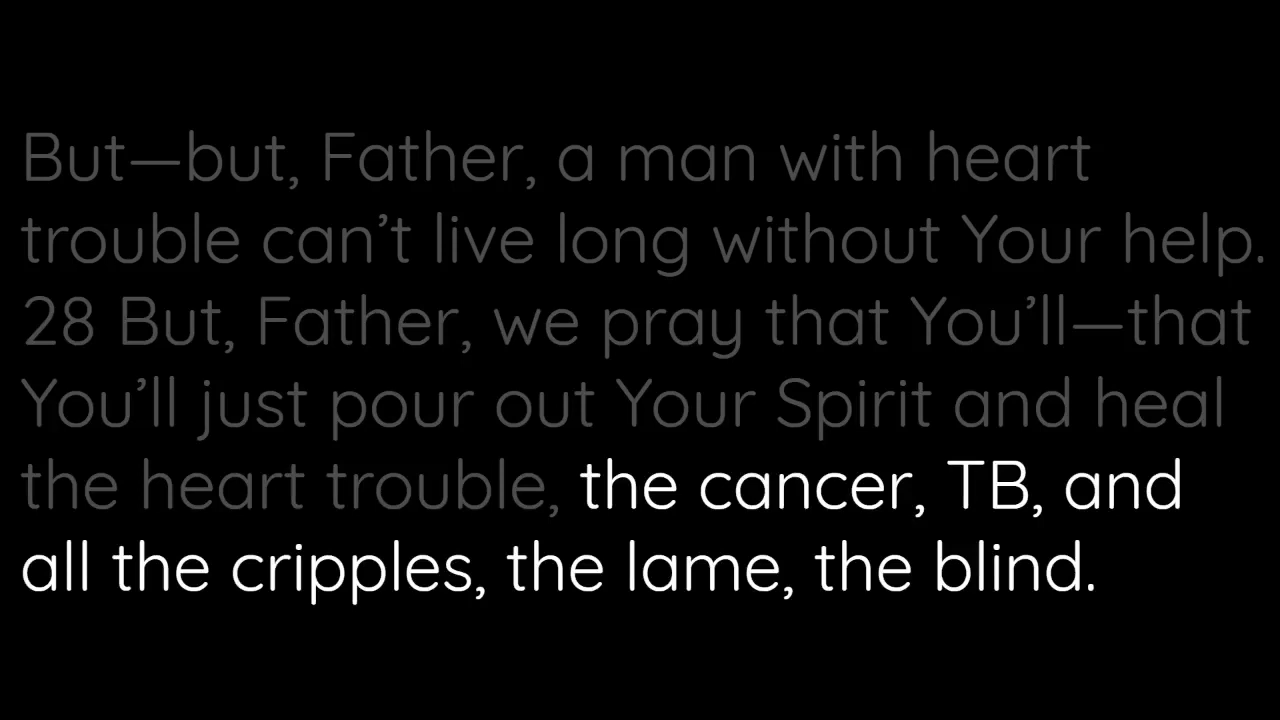 But—but, Father, a man with heart
trouble can’t live long without Your help.
28 But, Father, we pray that You’ll—that
You’ll just pour out Your Spirit and heal
the heart trouble, the cancer, TB, and
all the cripples, the lame, the blind.